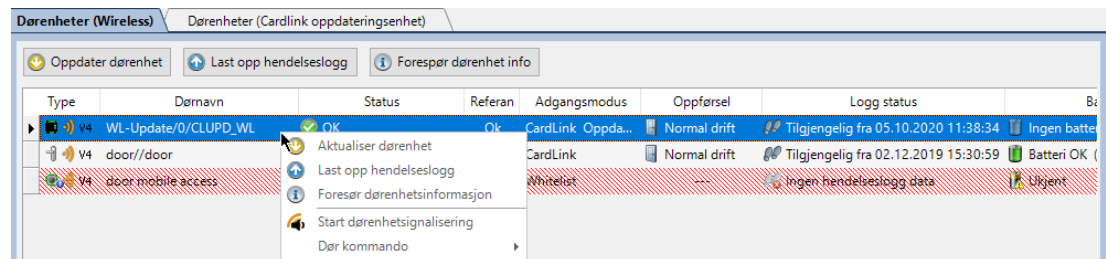 Dørenheter (Wireless) Dørenheter (Cardlink oppdateringsenhet)
Oppdater dørenhet Last opp hendelseslogg Forespør dørenhet info
Type Dørnavn Status Referan Adgangsmodus Oppførsel Logg status Ba
V4 WL-Update/0/CLUPD_WL OK Ok CardLink Oppda... Normal drift Tilgjengelig fra 05.10.2020 11:38:34 Ingen batte
V4 door//door CardLink Normal drift Tilgjengelig fra 02.12.2019 15:30:59 Batteri OK (
V4 door mobile access Whitelist --- Ingen hendelseslogg data Ukjent
Aktualiser dørenhet
Last opp hendelseslogg
Foresør dørenhetsinformasjon
Start dørenhetsignalisering
Dør kommando